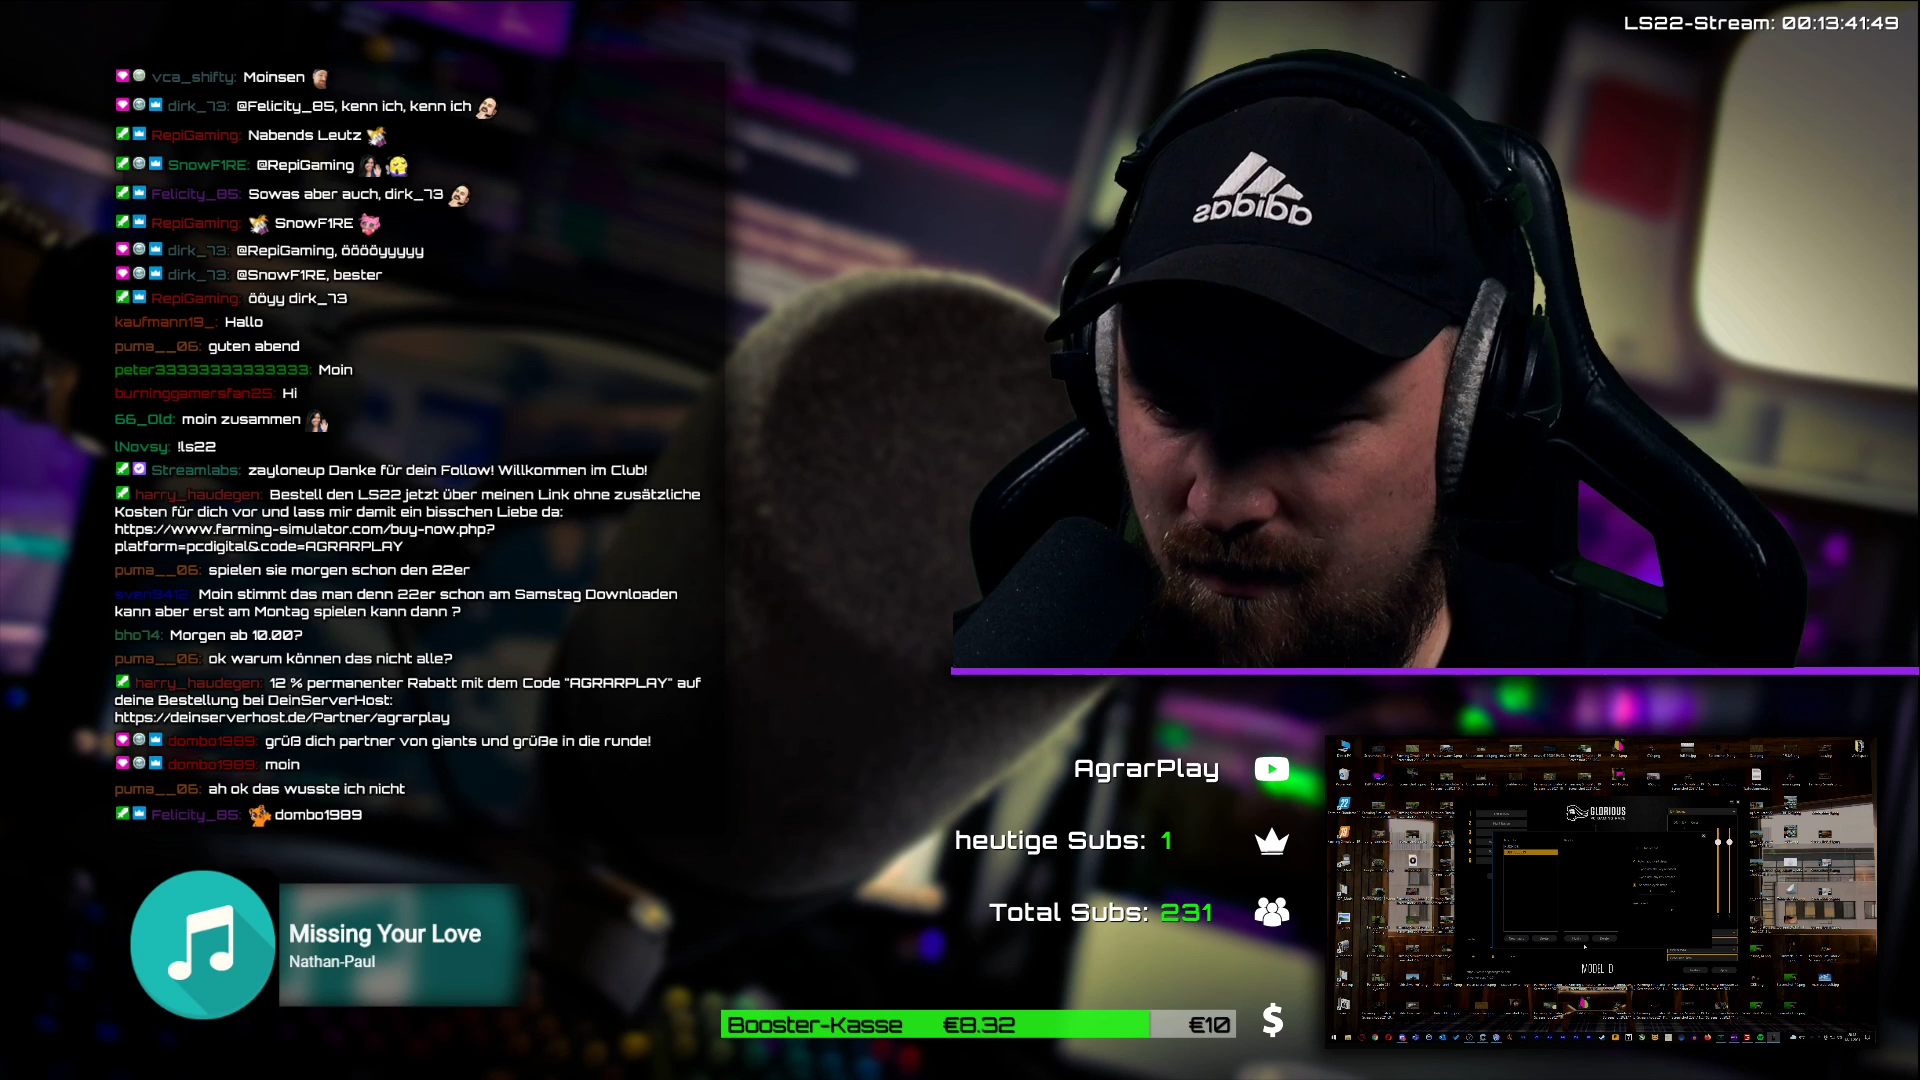 LS22-Stream: 00:13:41:49
vca_shifty: Moinsen
dirk_73: @Felicity_85, kenn ich, kenn ich
RepiGaming: Nabends Leutz
SnowF1RE: @RepiGaming
Felicity_85: Sowas aber auch, dirk_73
RepiGaming: SnowF1RE
dirk_73: @RepiGaming, ööööyyyyy
dirk_73: @SnowF1RE, bester
RepiGaming: ööyy dirk_73
kaufmann19_: Hallo
puma__06: guten abend
peter33333333333333: Moin
burninggamersfan25: Hi
66_Old: moin zusammen
lNovsy: !ls22
Streamlabs: zayloneup Danke für dein Follow! Willkommen im Club!
harry_haudegen: Bestell den LS22 jetzt über meinen Link ohne zusätzliche
Kosten für dich vor und lass mir damit ein bisschen Liebe da:
https://www.farming-simulator.com/buy-now.php?
platform=pcdigital&code=AGRARPLAY
puma__06: spielen sie morgen schon den 22er
Moin stimmt das man denn 22er schon am Samstag Downloaden
kann aber erst am Montag spielen kann dann ?
bho74: Morgen ab 10.00?
puma__06: ok warum können das nicht alle?
harry_haudegen: 12 % permanenter Rabatt mit dem Code "AGRARPLAY" auf
deine Bestellung bei DeinServerHost:
https://deinserverhost.de/Partner/agrarplay
dombo1989: grüß dich partner von giants und grüße in die runde!
dombo1989: moin
puma__06: ah ok das wusste ich nicht
Felicity_85: dombo1989
adidas
AgrarPlay
heutige Subs: 1
Total Subs: 231
Missing Your Love
Nathan-Paul
Booster-Kasse €8.32 €10
GLORIOUS
MODEL D